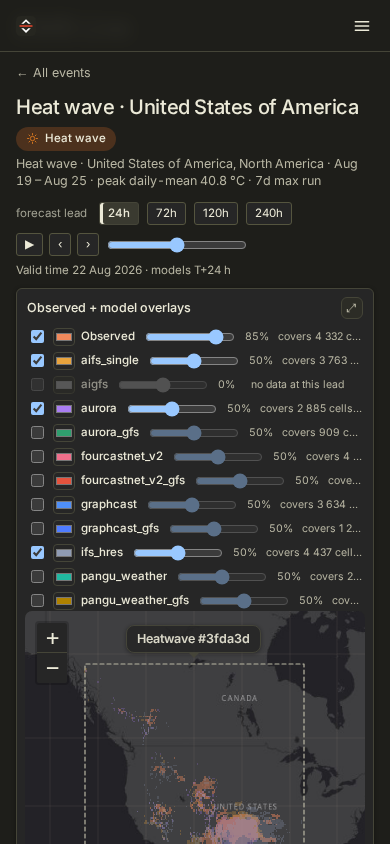 ← All events
Heat wave · United States of America
Heat wave
Heat wave · United States of America, North America · Aug
19 – Aug 25 · peak daily-mean 40.8 °C · 7d max run
forecast lead 24h 72h 120h 240h
Valid time 22 Aug 2026 · models T+24 h
Observed + model overlays
Observed 85% covers 4 332 c…
aifs_single 50% covers 3 763 …
aigfs 0% no data at this lead
aurora 50% covers 2 885 cells…
aurora_gfs 50% covers 909 c…
fourcastnet_v2 50% covers 4 …
fourcastnet_v2_gfs 50% cove…
graphcast 50% covers 3 634 …
graphcast_gfs 50% covers 1 2…
ifs_hres 50% covers 4 437 cell…
pangu_weather 50% covers 2…
pangu_weather_gfs 50% cov…
+
Heatwave #3fda3d
−
CANADA
UNITED STATES